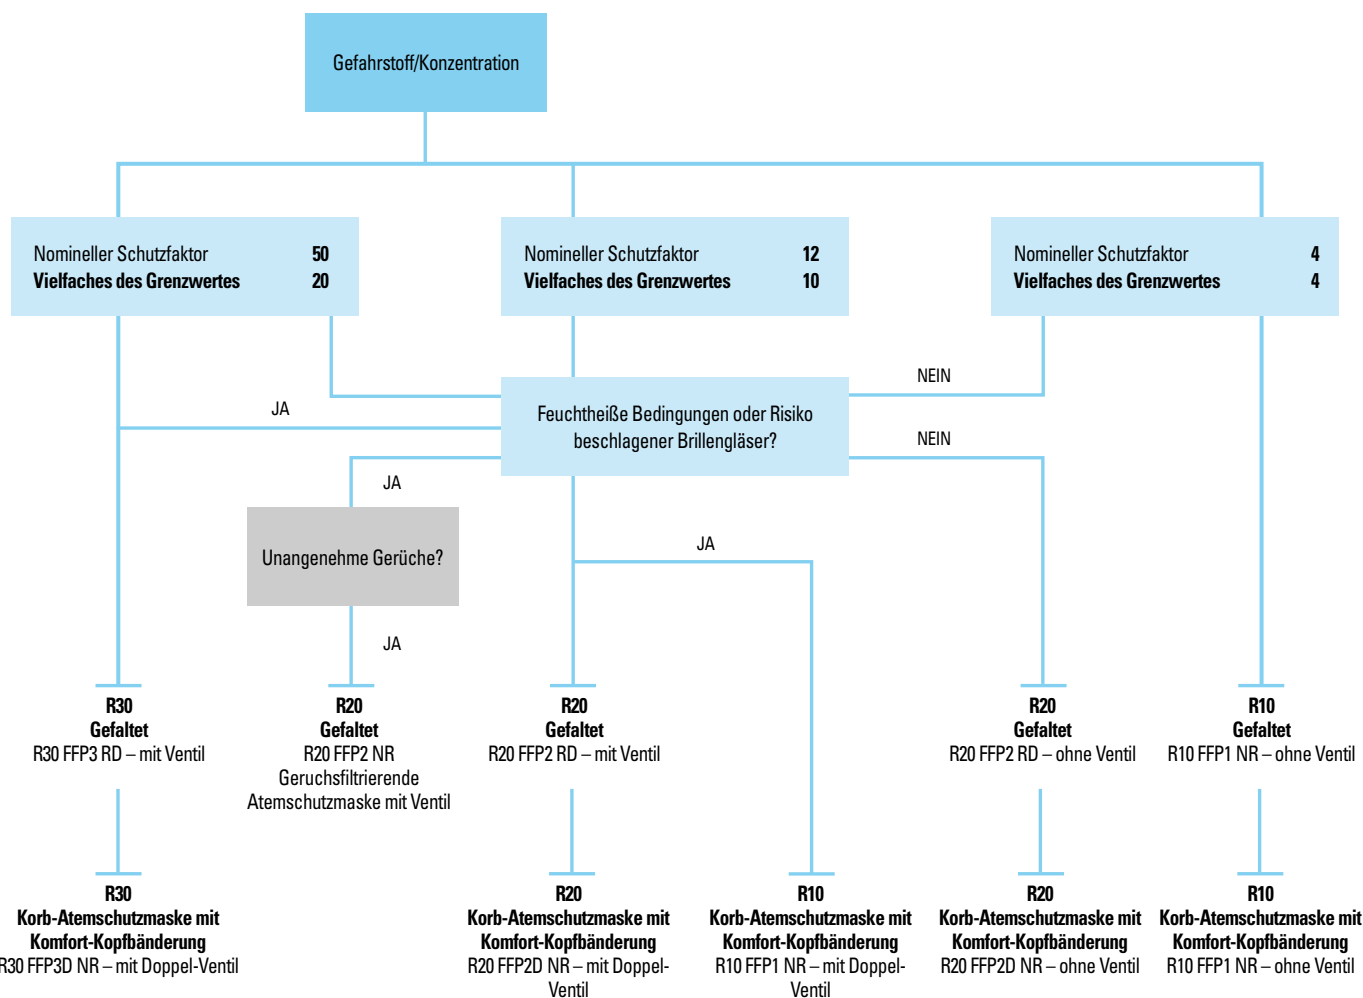 Gefahrstoff/Konzentration
Nomineller Schutzfaktor 50
Vielfaches des Grenzwertes 20
Nomineller Schutzfaktor 12
Vielfaches des Grenzwertes 10
Nomineller Schutzfaktor 4
Vielfaches des Grenzwertes 4
NEIN
JA
Feuchtheiße Bedingungen oder Risiko
beschlagener Brillengläser?
NEIN
JA
Unangenehme Gerüche?
JA
JA
R30
Gefaltet
R30 FFP3 RD – mit Ventil
R20
Gefaltet
R20 FFP2 NR
Geruchsfiltrierende
Atemschutzmaske mit Ventil
R20
Gefaltet
R20 FFP2 RD – mit Ventil
R20
Gefaltet
R20 FFP2 RD – ohne Ventil
R10
Gefaltet
R10 FFP1 NR – ohne Ventil
R30
Korb-Atemschutzmaske mit
Komfort-Kopfbänderung
R30 FFP3D NR – mit Doppel-Ventil
R20
Korb-Atemschutzmaske mit
Komfort-Kopfbänderung
R20 FFP2D NR – mit Doppel-
Ventil
R10
Korb-Atemschutzmaske mit
Komfort-Kopfbänderung
R10 FFP1 NR – mit Doppel-
Ventil
R20
Korb-Atemschutzmaske mit
Komfort-Kopfbänderung
R20 FFP2D NR – ohne Ventil
R10
Korb-Atemschutzmaske mit
Komfort-Kopfbänderung
R10 FFP1 NR – ohne Ventil